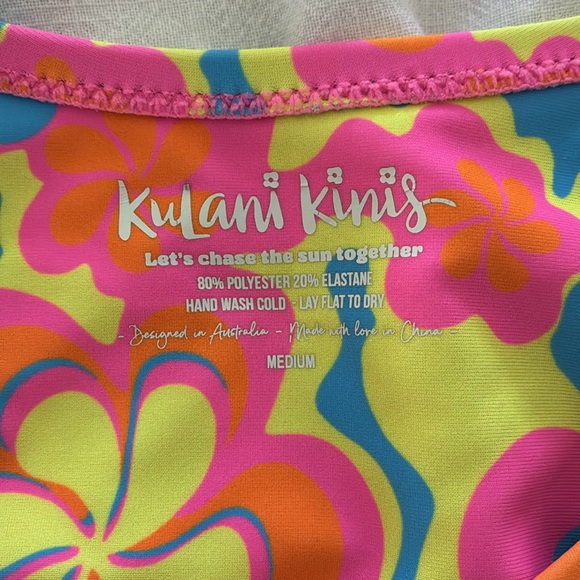 Kulani Kinis
Let's chase the sun together
80% POLYESTER 20% ELASTANE
HAND WASH COLD - LAY FLAT TO DRY
- Designed in Australia - Made with love in China -
MEDIUM